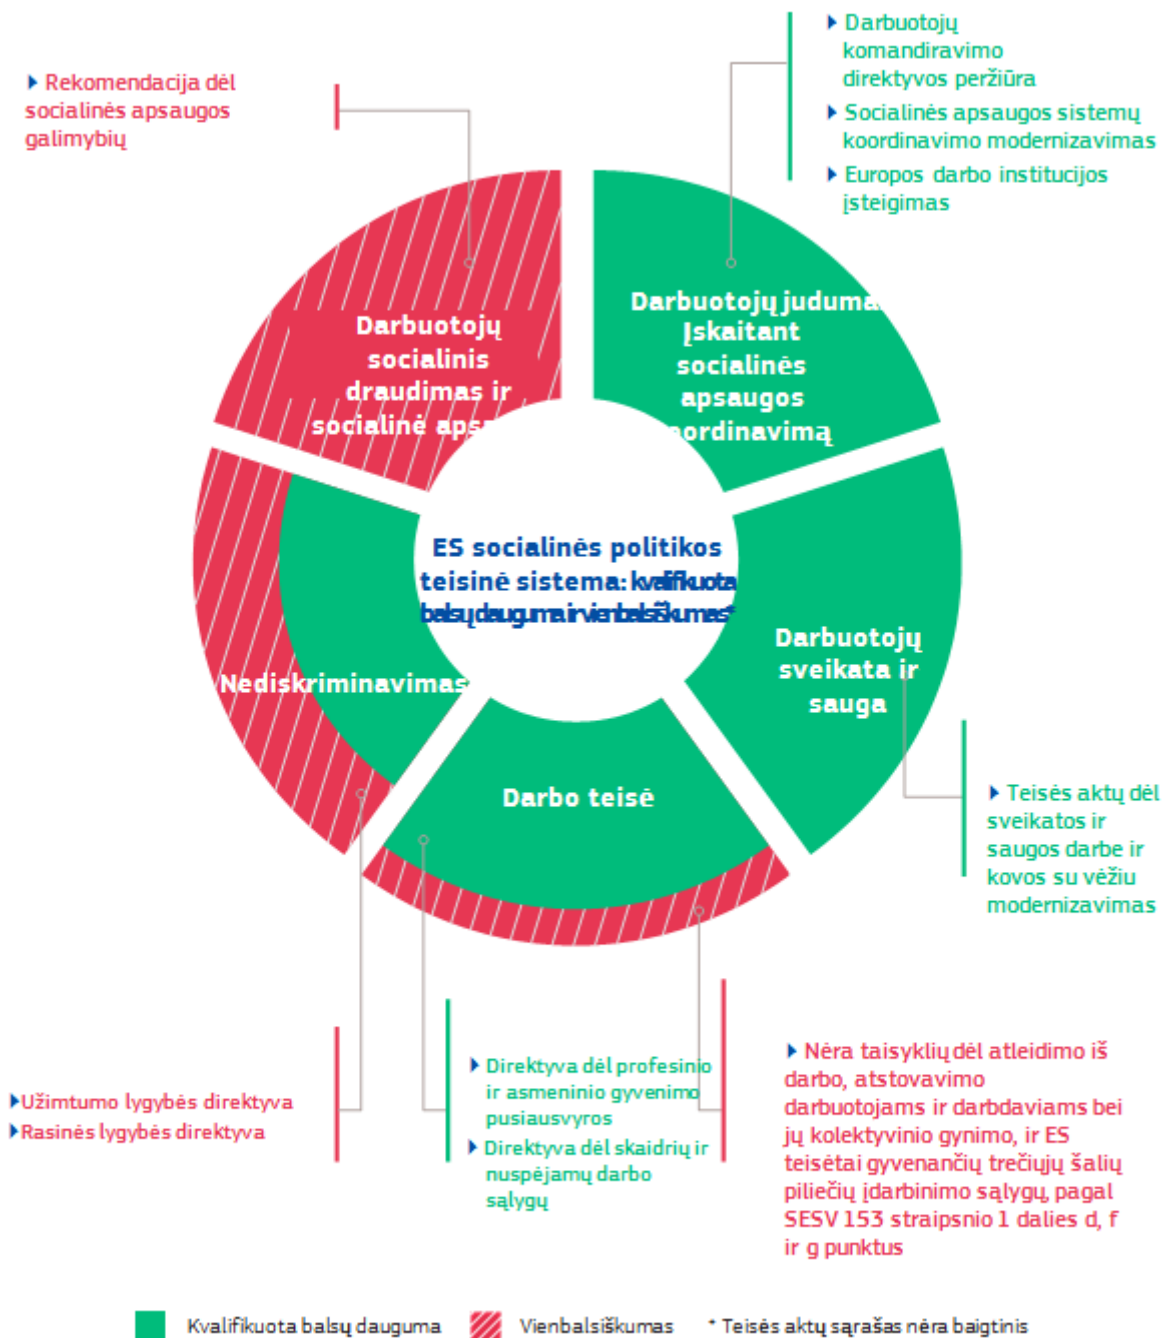 Rekomendacija dėl
socialinės apsaugos
galimybių
Darbuotojų
komandiravimo
direktyvos peržiūra
Socialinės apsaugos sistemų
koordinavimo modernizavimas
Europos darbo institucijos
įsteigimas
Darbuotojų
socialinis
draudimas ir
socialinė
Darbuotojų
Įskaitant
socialinės
apsaugos
ES socialinės politikos
teisinė sistema:
Darbuotojų
sveikata ir
sauga
Nediskriminavimas
Darbo teisė
Teisės aktų dėl
sveikatos ir
saugos darbe ir
kovos su vėžiu
modernizavimas
Užimtumo lygybės direktyva
Rasinės lygybės direktyva
Direktyva dėl profesinio
ir asmeninio gyvenimo
pusiausvyros
Direktyva dėl skaidrių ir
nuspėjamų darbo
sąlygų
Nėra taisyklių dėl atleidimo iš
darbo, atstovavimo
darbuotojams ir darbdaviams bei
jų kolektyvinio gynimo, ir ES
teisėtai gyvenančių trečiųjų šalių
piliečių įdarbinimo sąlygų, pagal
SESV 153 straipsnio 1 dalies d, f
ir g punktus
Kvalifikuota balsų dauguma
Vienbalsiškumas
* Teisės aktų sąrašas nėra baigtinis